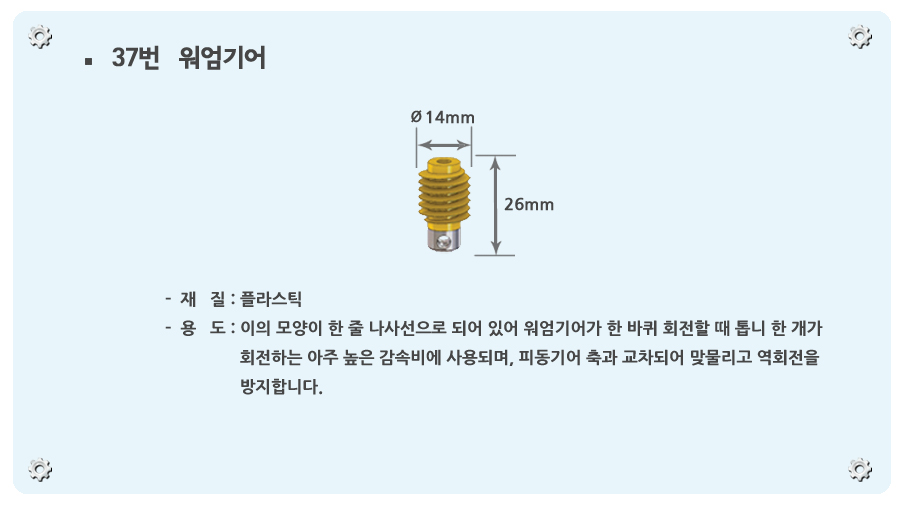 ▪ 37번 워엄기어
Ø 14mm
26mm
- 재 질 : 플라스틱
- 용 도 : 이의 모양이 한 줄 나사선으로 되어 있어 워엄기어가 한 바퀴 회전할 때 톱니 한 개가
회전하는 아주 높은 감속비에 사용되며, 피동기어 축과 교차되어 맞물리고 역회전을
방지합니다.